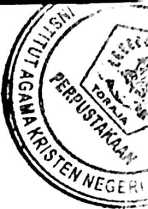 INSTITUT AGAMA KRISTEN NEGERI
TORAJA
PERPUSTAKAAN